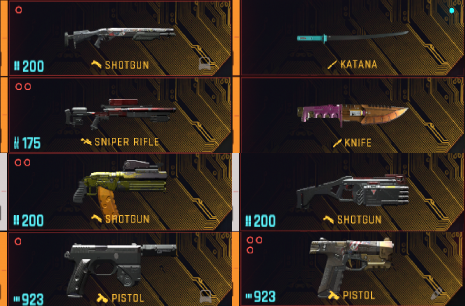 200 SHOTGUN
KATANA
175 SNIPER RIFLE
KNIFE
200 SHOTGUN
200 SHOTGUN
923 PISTOL
923 PISTOL